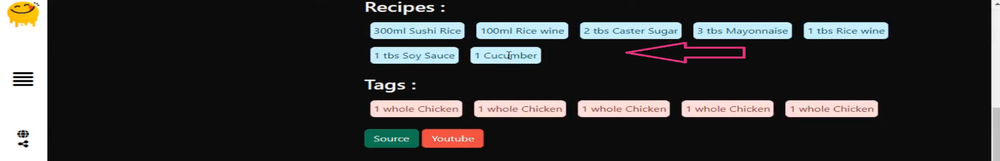 Recipes :
300ml Sushi Rice 100ml Rice wine 2 tbs Caster Sugar 3 tbs Mayonnaise 1 tbs Rice wine
1 tbs Soy Sauce 1 Cucumber
Tags :
1 whole Chicken 1 whole Chicken 1 whole Chicken 1 whole Chicken 1 whole Chicken
Source Youtube